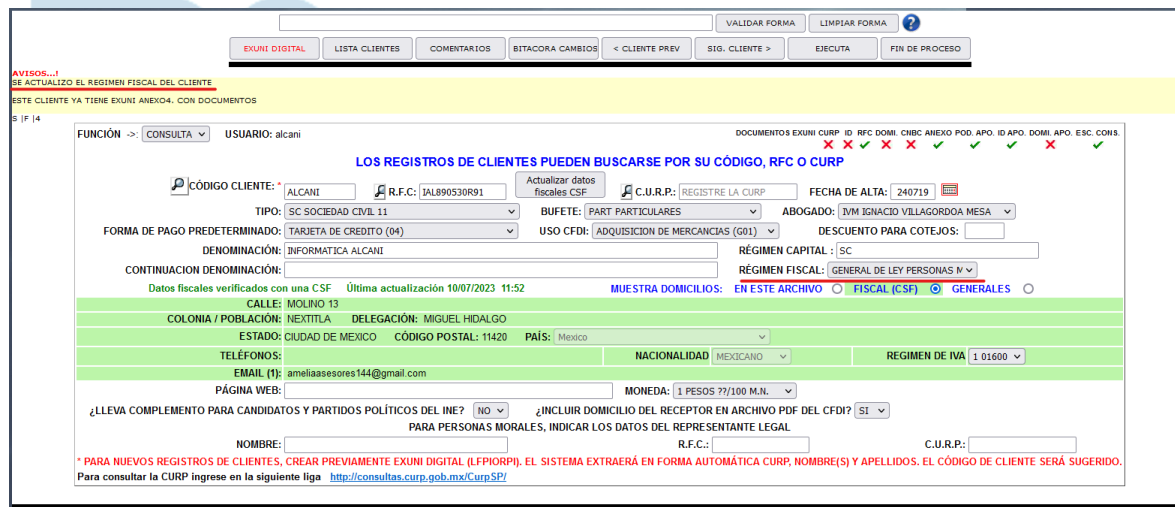 VALIDAR FORMA LIMPIAR FORMA ?
EXUNI DIGITAL LISTA CLIENTES COMENTARIOS BITACORA CAMBIOS < CLIENTE PREV SIG. CLIENTE > EJECUTA FIN DE PROCESO
AVISOS...!
SE ACTUALIZO EL REGIMEN FISCAL DEL CLIENTE
ESTE CLIENTE YA TIENE EXUNI ANEXO4. CON DOCUMENTOS
S |F |4
FUNCIÓN ->: CONSULTA USUARIO: alcani DOCUMENTOS EXUNI CURP ID RFC DOMI. CNBC ANEXO POD. APO. ID APO. DOMI. APO. ESC. CONS.
LOS REGISTROS DE CLIENTES PUEDEN BUSCARSE POR SU CÓDIGO, RFC O CURP
CÓDIGO CLIENTE: * ALCANI R.F.C: IAL890530R91 Actualizar datos fiscales CSF C.U.R.P.: REGISTRE LA CURP FECHA DE ALTA: 240719
TIPO: SC SOCIEDAD CIVIL 11 BUFETE: PART PARTICULARES ABOGADO: IVM IGNACIO VILLAGORDOA MESA
FORMA DE PAGO PREDETERMINADO: TARJETA DE CREDITO (04) USO CFDI: ADQUISICION DE MERCANCIAS (G01) DESCUENTO PARA COTEJOS:
DENOMINACIÓN: INFORMATICA ALCANI RÉGIMEN CAPITAL : SC
CONTINUACION DENOMINACIÓN: RÉGIMEN FISCAL: GENERAL DE LEY PERSONAS M
Datos fiscales verificados con una CSF Última actualización 10/07/2023 11:52 MUESTRA DOMICILIOS: EN ESTE ARCHIVO FISCAL (CSF) GENERALES
CALLE: MOLINO 13
COLONIA / POBLACIÓN: NEXTITLA DELEGACIÓN: MIGUEL HIDALGO
ESTADO: CIUDAD DE MEXICO CÓDIGO POSTAL: 11420 PAÍS: Mexico
TELÉFONOS: NACIONALIDAD MEXICANO REGIMEN DE IVA 1 01600
EMAIL (1): ameliaasesores144@gmail.com
PÁGINA WEB: MONEDA: 1 PESOS ??/100 M.N.
¿LLEVA COMPLEMENTO PARA CANDIDATOS Y PARTIDOS POLÍTICOS DEL INE? NO ¿INCLUIR DOMICILIO DEL RECEPTOR EN ARCHIVO PDF DEL CFDI? SI
PARA PERSONAS MORALES, INDICAR LOS DATOS DEL REPRESENTANTE LEGAL
NOMBRE: R.F.C.: C.U.R.P.:
* PARA NUEVOS REGISTROS DE CLIENTES, CREAR PREVIAMENTE EXUNI DIGITAL (LFPIORPI). EL SISTEMA EXTRAERÁ EN FORMA AUTOMÁTICA CURP, NOMBRE(S) Y APELLIDOS. EL CÓDIGO DE CLIENTE SERÁ SUGERIDO.
Para consultar la CURP ingrese en la siguiente liga http://consultas.curp.gob.mx/CurpSP/